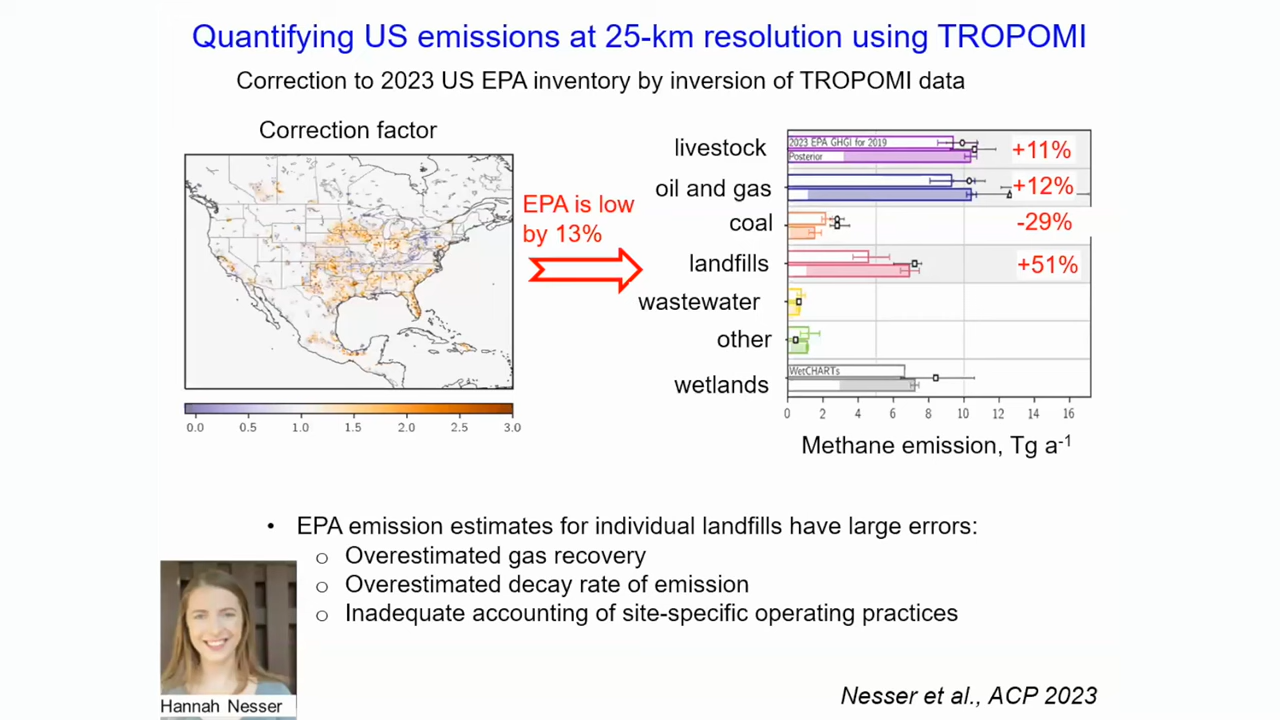 Quantifying US emissions at 25-km resolution using TROPOMI
Correction to 2023 US EPA inventory by inversion of TROPOMI data
Correction factor
0.0 0.5 1.0 1.5 2.0 2.5 3.0
EPA is low
by 13%
livestock
2023 EPA GHGI for 2019
Posterior
+11%
oil and gas
+12%
coal
-29%
landfills
+51%
wastewater
other
wetlands
WetCHARTs
0 2 4 6 8 10 12 14 16
Methane emission, Tg a-1
• EPA emission estimates for individual landfills have large errors:
o Overestimated gas recovery
o Overestimated decay rate of emission
o Inadequate accounting of site-specific operating practices
Hannah Nesser
Nesser et al., ACP 2023